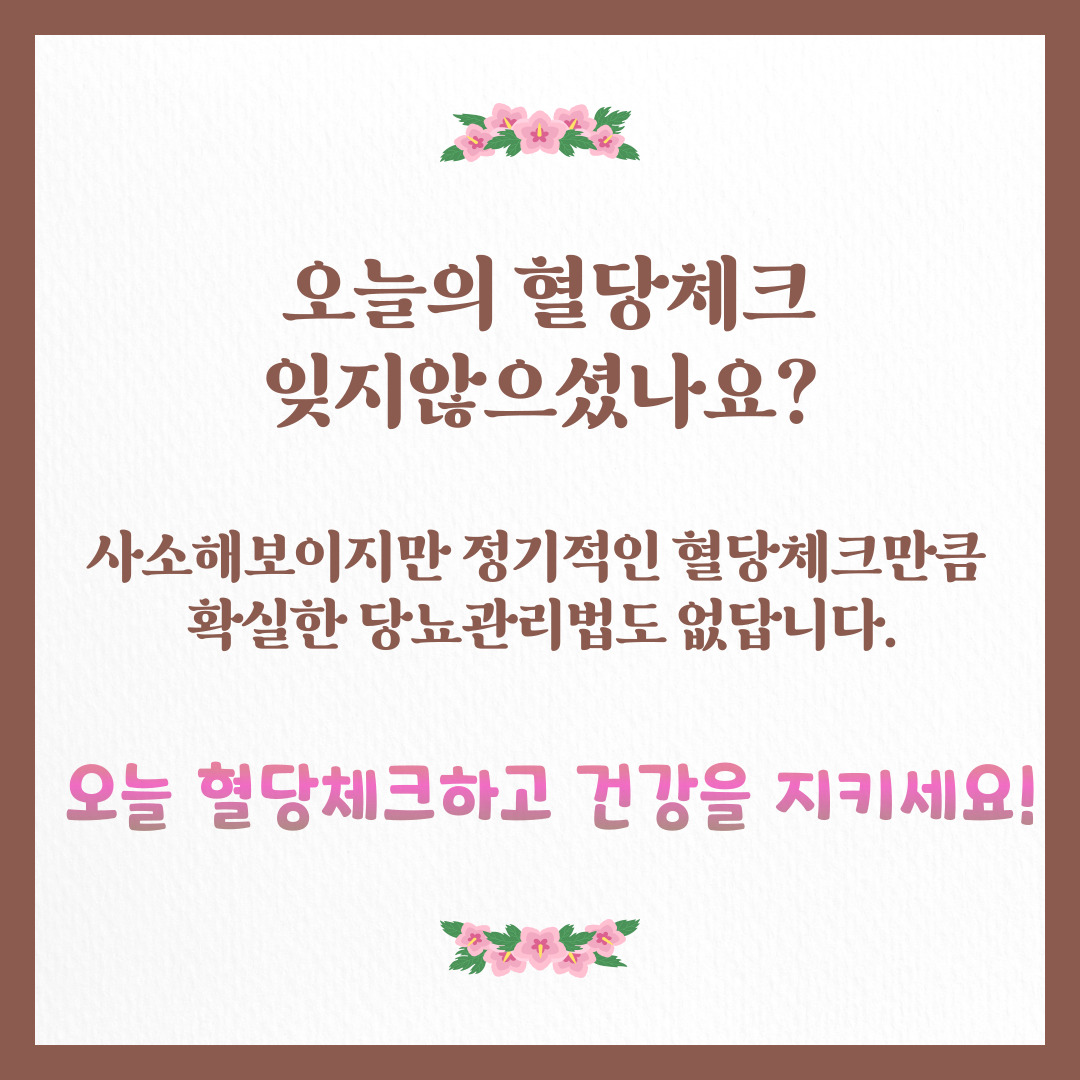 오늘의 혈당체크
잊지않으셨나요?
사소해보이지만 정기적인 혈당체크만큼
확실한 당뇨관리법도 없답니다.
오늘 혈당체크하고 건강을 지키세요!